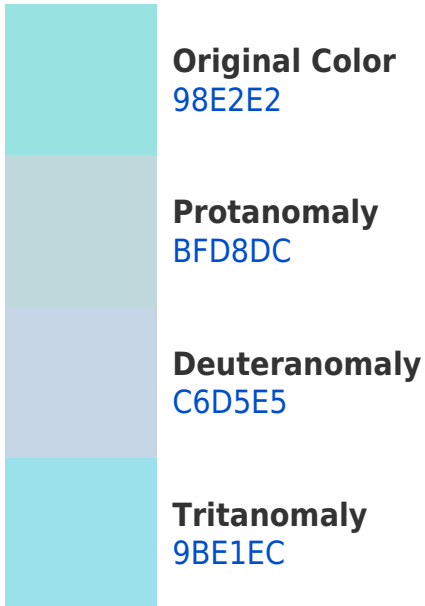 Original Color
98E2E2
Protanomaly
BFD8DC
Deuteranomaly
C6D5E5
Tritanomaly
9BE1EC